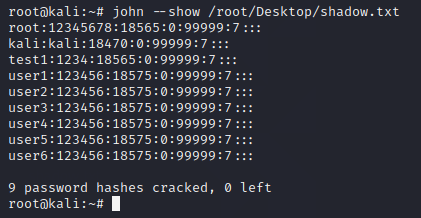 root@kali:~# john --show /root/Desktop/shadow.txt
root:12345678:18565:0:99999:7:::
kali:kali:18470:0:99999:7:::
test1:1234:18565:0:99999:7:::
user1:123456:18575:0:99999:7:::
user2:123456:18575:0:99999:7:::
user3:123456:18575:0:99999:7:::
user4:123456:18575:0:99999:7:::
user5:123456:18575:0:99999:7:::
user6:123456:18575:0:99999:7:::
9 password hashes cracked, 0 left
root@kali:~#